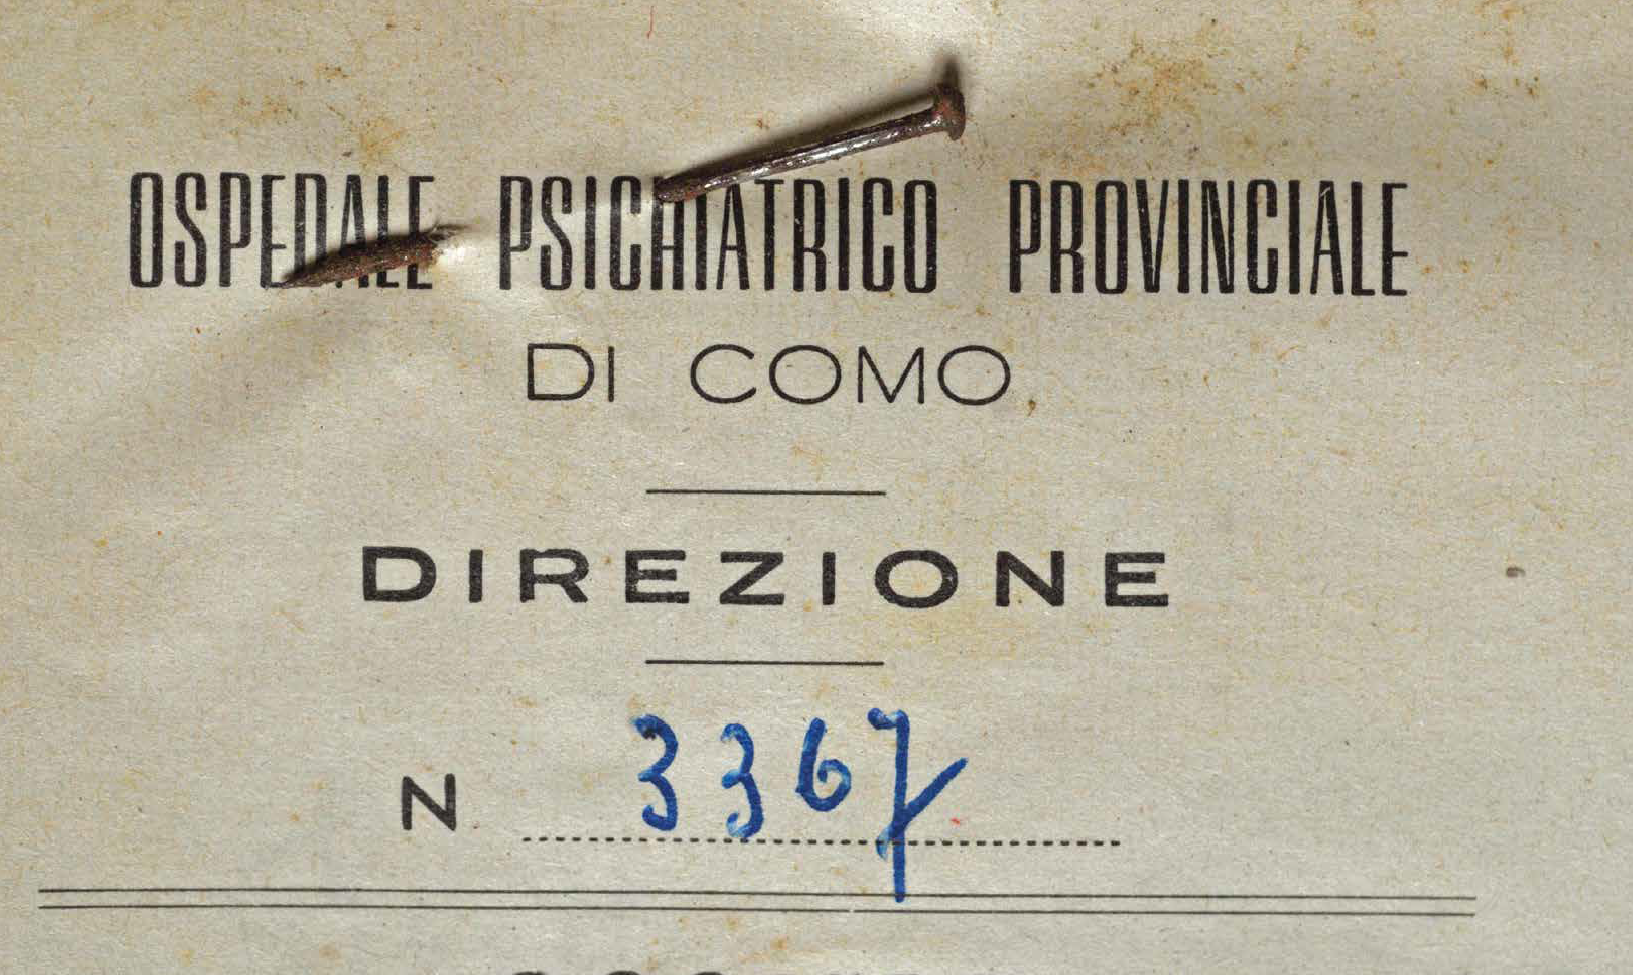 OSPEDALE PSICHIATRICO PROVINCIALE
DI COMO
DIREZIONE
N 3367